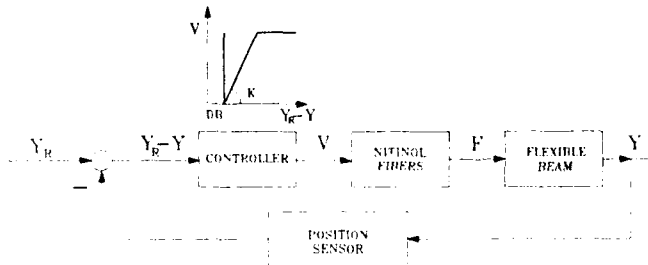 V
K
DB
Y_R-Y
Y_R
Y_R-Y
CONTROLLER
V
NITINOL
FIBERS
F
FLEXIBLE
BEAM
Y
POSITION
SENSOR